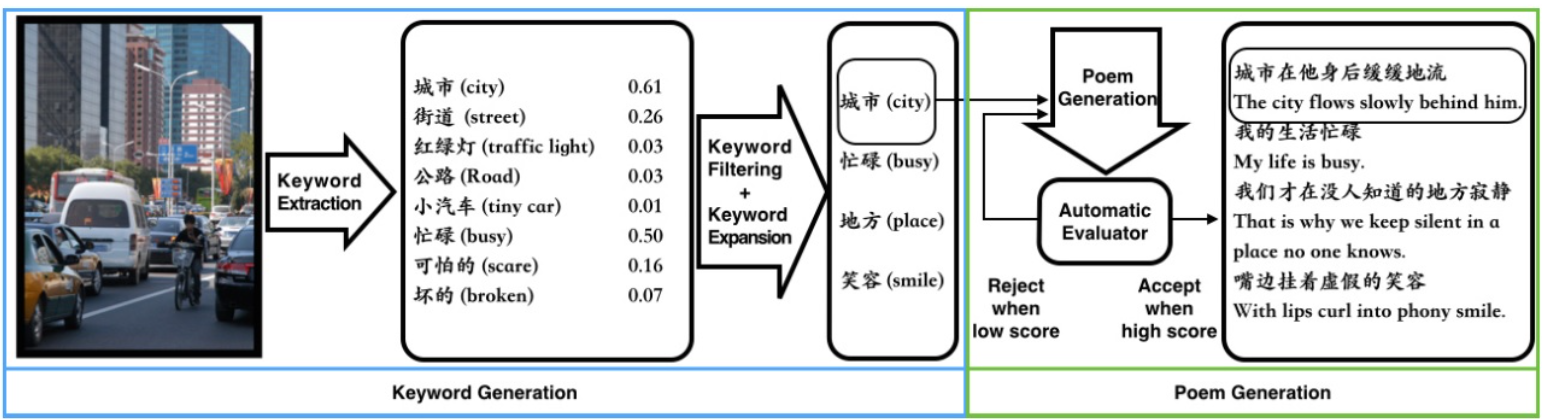 Keyword
Extraction
城市 (city) 0.61
街道 (street) 0.26
红绿灯 (traffic light) 0.03
公路 (Road) 0.03
小汽车 (tiny car) 0.01
忙碌 (busy) 0.50
可怕的 (scare) 0.16
坏的 (broken) 0.07
Keyword
Filtering
+
Keyword
Expansion
城市 (city)
忙碌 (busy)
地方 (place)
笑容 (smile)
Keyword Generation
Poem
Generation
Automatic
Evaluator
Reject
when
low score
Accept
when
high score
城市在他身后缓缓地流
The city flows slowly behind him.
我的生活忙碌
My life is busy.
我们才在没人知道的地方寂静
That is why we keep silent in a
place no one knows.
嘴边挂着虚假的笑容
With lips curl into phony smile.
Poem Generation